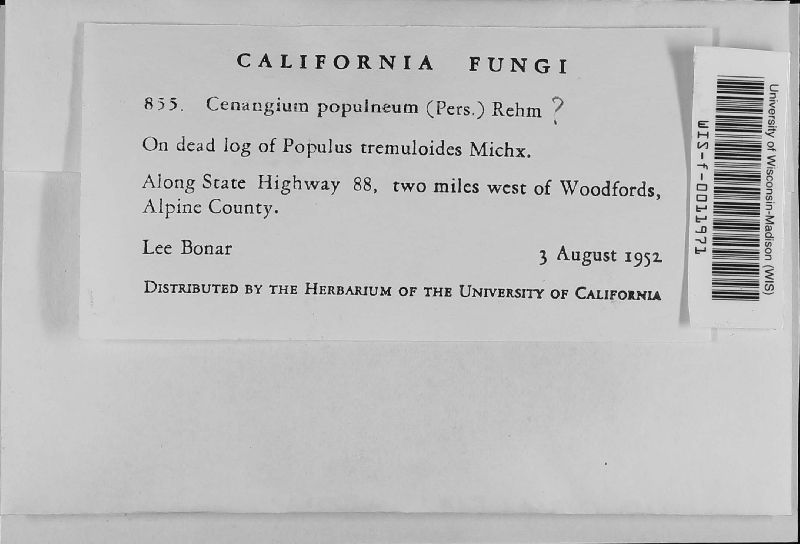 CALIFORNIA FUNGI
855. Cenangium populneum (Pers.) Rehm ?
On dead log of Populus tremuloides Michx.
Along State Highway 88, two miles west of Woodfords,
Alpine County.
Lee Bonar 3 August 1952
DISTRIBUTED BY THE HERBARIUM OF THE UNIVERSITY OF CALIFORNIA
University of Wisconsin-Madison (WIS)
WIS-f-0011971